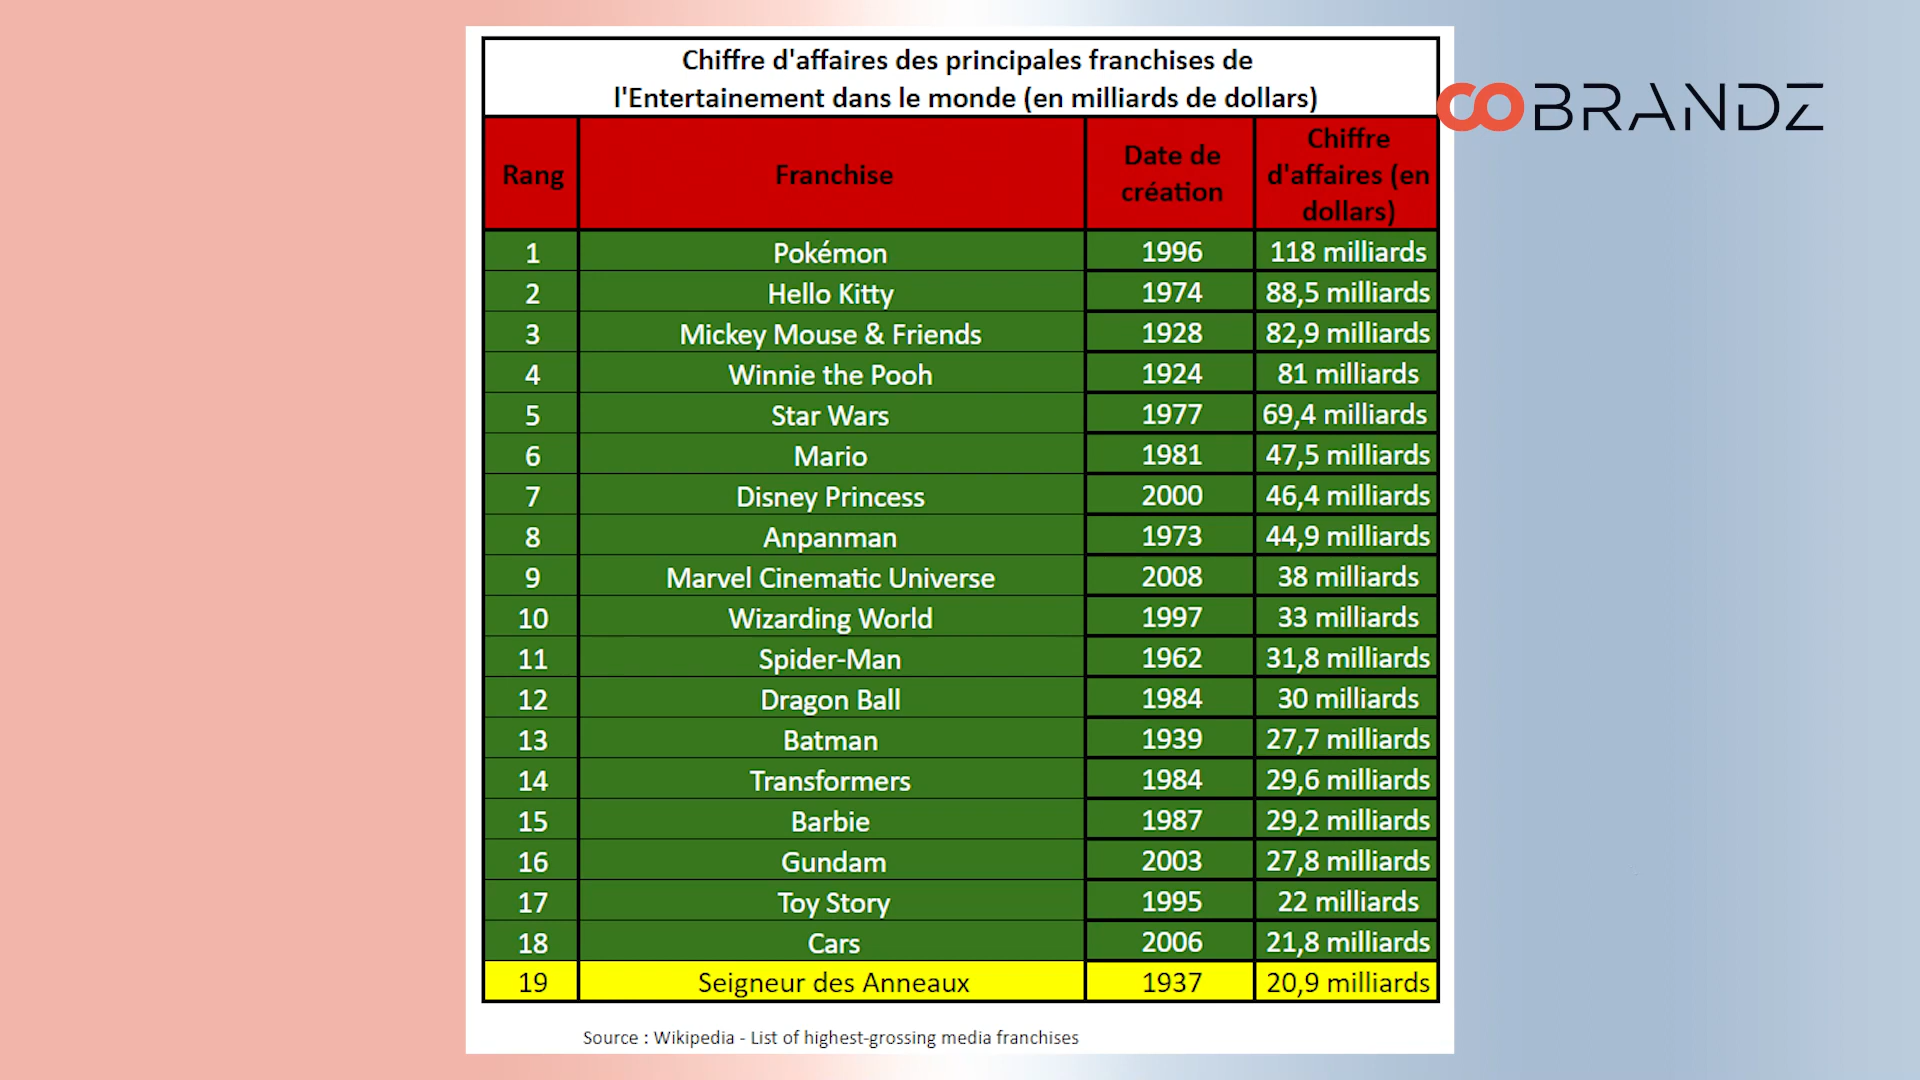 Chiffre d'affaires des principales franchises de
l'Entertainement dans le monde (en milliards de dollars)
COBRANDZ
Rang Franchise Date de création Chiffre d'affaires (en dollars)
1 Pokémon 1996 118 milliards
2 Hello Kitty 1974 88,5 milliards
3 Mickey Mouse & Friends 1928 82,9 milliards
4 Winnie the Pooh 1924 81 milliards
5 Star Wars 1977 69,4 milliards
6 Mario 1981 47,5 milliards
7 Disney Princess 2000 46,4 milliards
8 Anpanman 1973 44,9 milliards
9 Marvel Cinematic Universe 2008 38 milliards
10 Wizarding World 1997 33 milliards
11 Spider-Man 1962 31,8 milliards
12 Dragon Ball 1984 30 milliards
13 Batman 1939 27,7 milliards
14 Transformers 1984 29,6 milliards
15 Barbie 1987 29,2 milliards
16 Gundam 2003 27,8 milliards
17 Toy Story 1995 22 milliards
18 Cars 2006 21,8 milliards
19 Seigneur des Anneaux 1937 20,9 milliards
Source : Wikipedia - List of highest-grossing media franchises